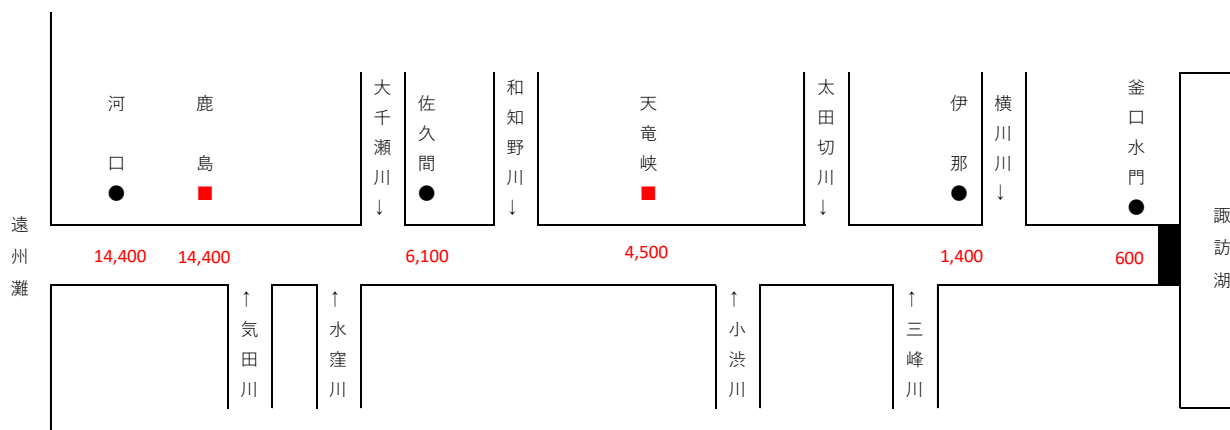 河口
鹿島
大千瀬川↓
佐久間
和知野川↓
天竜峡
太田切川↓
伊那
横川川↓
釜口水門
遠州灘
14,400
14,400
6,100
4,500
1,400
600
諏訪湖
↑気田川
↑水窪川
↑小渋川
↑三峰川